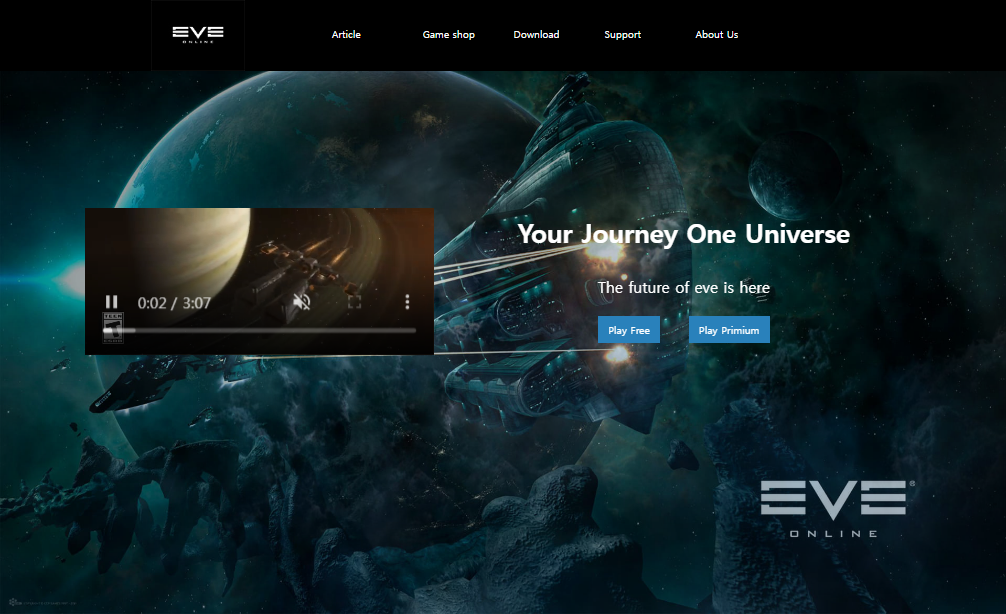 EVE
ONLINE
Article Game shop Download Support About Us
Your Journey One Universe
The future of eve is here
0:02 / 3:07
TEEN
Play Free Play Primium
EVE®
ONLINE